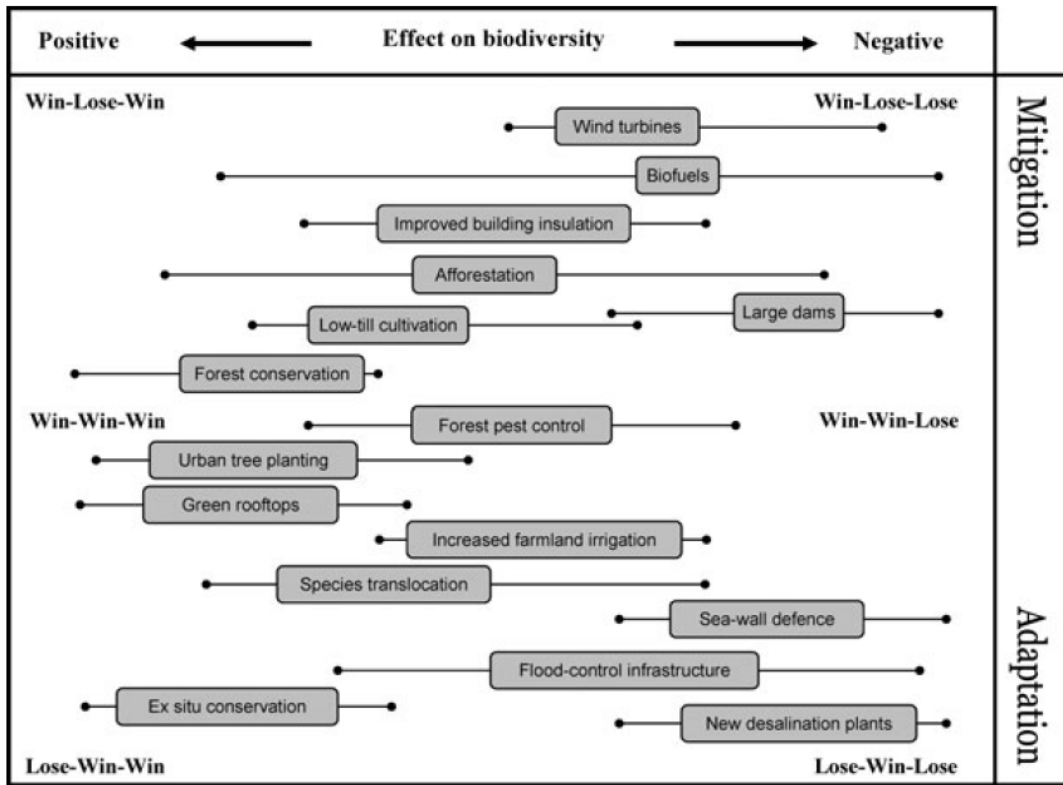 Positive Effect on biodiversity Negative
Win-Lose-Win Win-Lose-Lose
Wind turbines
Biofuels
Improved building insulation
Afforestation
Large dams
Low-till cultivation
Forest conservation
Win-Win-Win Win-Win-Lose
Forest pest control
Urban tree planting
Green rooftops
Increased farmland irrigation
Species translocation
Sea-wall defence
Flood-control infrastructure
Ex situ conservation
New desalination plants
Lose-Win-Win Lose-Win-Lose
Mitigation
Adaptation